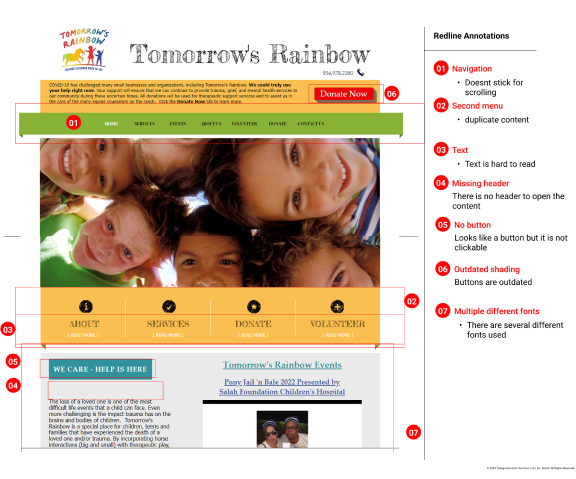 TOMORROW'S
RAINBOW
Tomorrow's Rainbow
954.978.2380
COVID-19 has challenged many small businesses and organizations, including Tomorrow's Rainbow. We could truly use
your help right now. Your support will ensure that we can continue to provide trauma, grief, and mental health services to
our community during these uncertain times. All donations will be used for therapeutic support services and to assist us in
the care of the many equine counselors on the ranch. Click the Donate Now tab to learn more.
Donate Now
06
01
HOME SERVICES EVENTS ABOUT US VOLUNTEER DONATE CONTACT US
02
03
ABOUT SERVICES DONATE VOLUNTEER
[ READ MORE ] [ READ MORE ] [ READ MORE ] [ READ MORE ]
05
WE CARE - HELP IS HERE
04
The loss of a loved one is one of the most
difficult life events that a child can face. Even
more challenging is the impact trauma has on the
brains and bodies of children. Tomorrow's
Rainbow is a special place for children, teens and
families that have experienced the death of a
loved one and/or trauma. By incorporating horse
interactions (big and small) with therapeutic play,
Tomorrow's Rainbow Events
Pony Jail 'n Bale 2022 Presented by
Salah Foundation Children's Hospital
07
Redline Annotations
01 Navigation
• Doesnt stick for
scrolling
02 Second menu
• duplicate content
03 Text
• Text is hard to read
04 Missing header
There is no header to open the
content
05 No button
Looks like a button but it is not
clickable
06 Outdated shading
Buttons are outdated
07 Multiple different fonts
• There are several different
fonts used